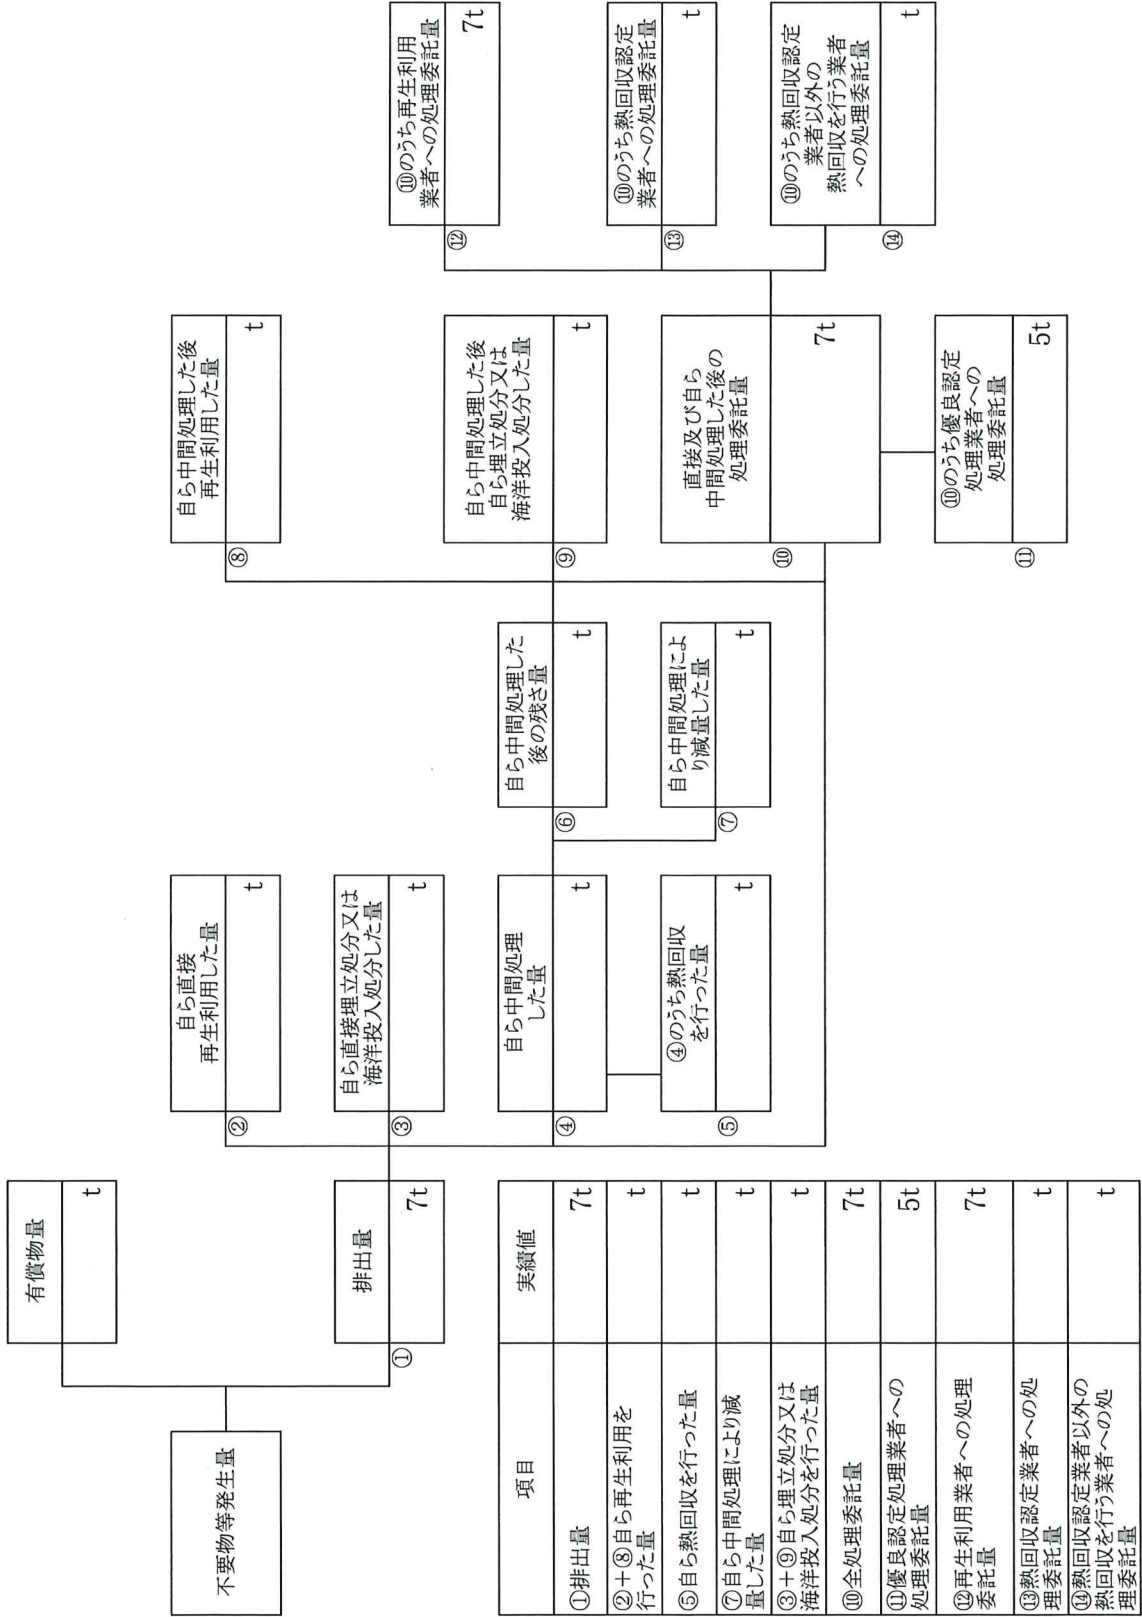 不要物等発生量
有償物量
t
排出量
①
7t
自ら直接
再生利用した量
②
t
自ら直接埋立処分又は
海洋投入処分した量
③
t
自ら中間処理
した量
④
t
④のうち熱回収
を行った量
⑤
t
自ら中間処理した
後の残さ量
⑥
t
自ら中間処理によ
り減量した量
⑦
t
自ら中間処理した後
再生利用した量
⑧
t
自ら中間処理した後
自ら埋立処分又は
海洋投入処分した量
⑨
t
直接及び自ら
中間処理した後の
処理委託量
⑩
7t
⑩のうち優良認定
処理業者への
処理委託量
⑪
5t
⑩のうち再生利用
業者への処理委託量
⑫
7t
⑩のうち熱回収認定
業者への処理委託量
⑬
t
⑩のうち熱回収認定
業者以外の
熱回収を行う業者
への処理委託量
⑭
t
項目 実績値
①排出量 7t
②+⑧自ら再生利用を
行った量 t
⑤自ら熱回収を行った量 t
⑦自ら中間処理により減
量した量 t
③+⑨自ら埋立処分又は
海洋投入処分を行った量 t
⑩全処理委託量 7t
⑪優良認定処理業者への
処理委託量 5t
⑫再生利用業者への処理
委託量 7t
⑬熱回収認定業者への処
理委託量 t
⑭熱回収認定業者以外の
熱回収を行う業者への処
理委託量 t